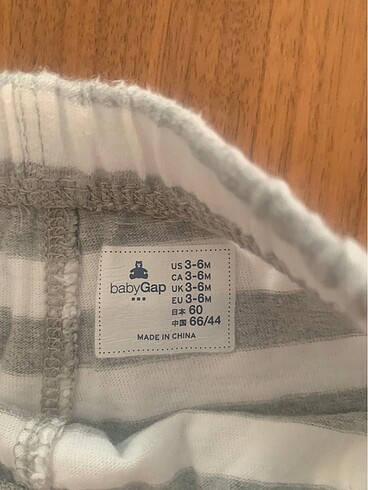 babyGap
US 3-6M
CA 3-6M
UK 3-6M
EU 3-6M
日本 60
中国 66/44
MADE IN CHINA